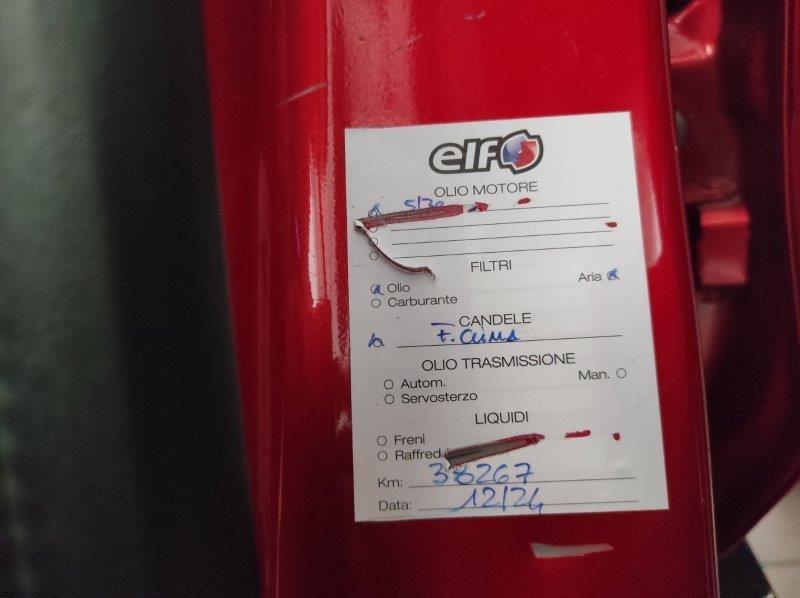 elf
OLIO MOTORE
5/30
FILTRI
Olio Aria
Carburante
CANDELE
F. CLIMA
OLIO TRASMISSIONE
Autom. Man.
Servosterzo
LIQUIDI
Freni
Raffred
Km: 38267
Data: 12/24